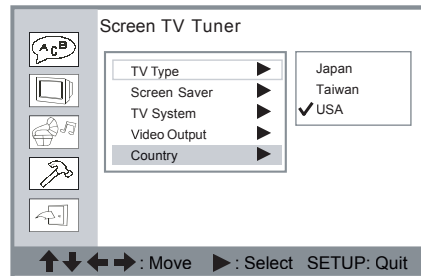 Screen TV Tuner
A C B
TV Type
Screen Saver
TV System
Video Output
Country
Japan
Taiwan
USA
: Move : Select SETUP: Quit